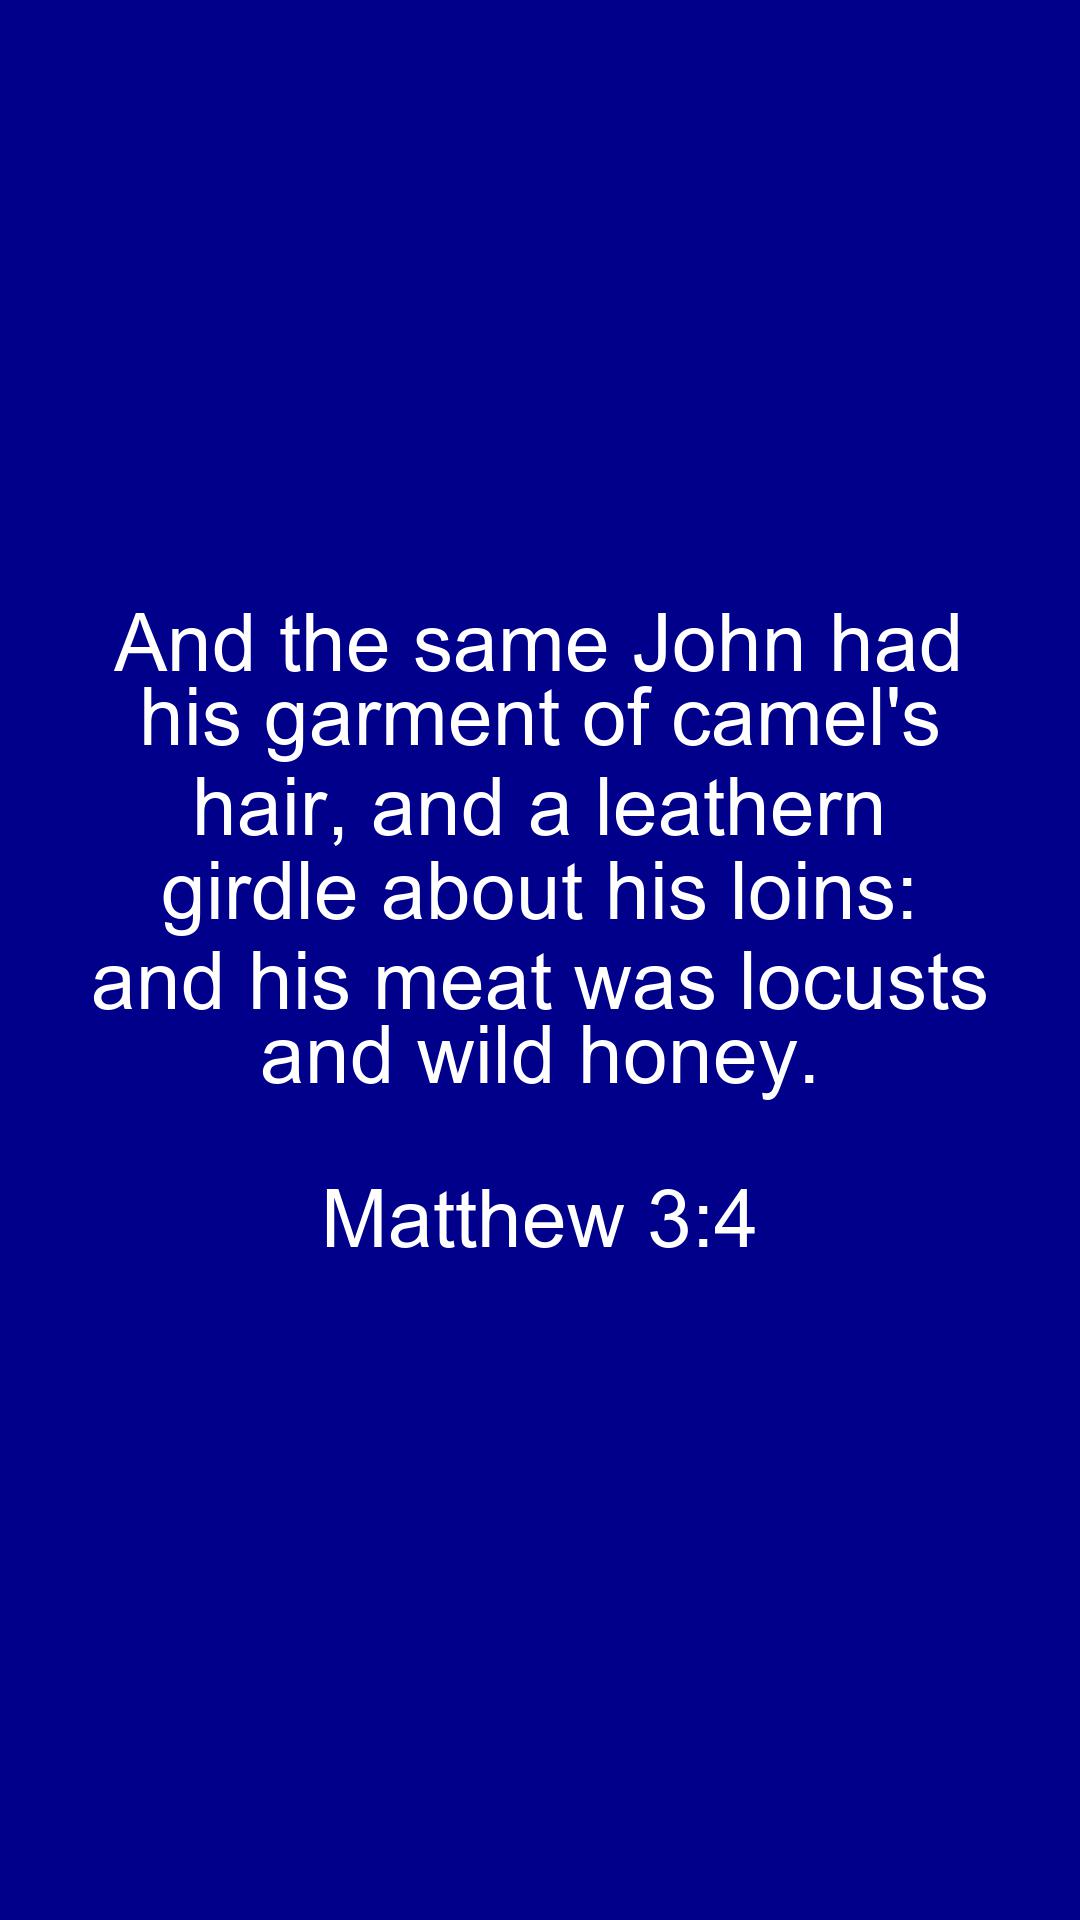 And the same John had
his garment of camel's
hair, and a leathern
girdle about his loins:
and his meat was locusts
and wild honey.
Matthew 3:4